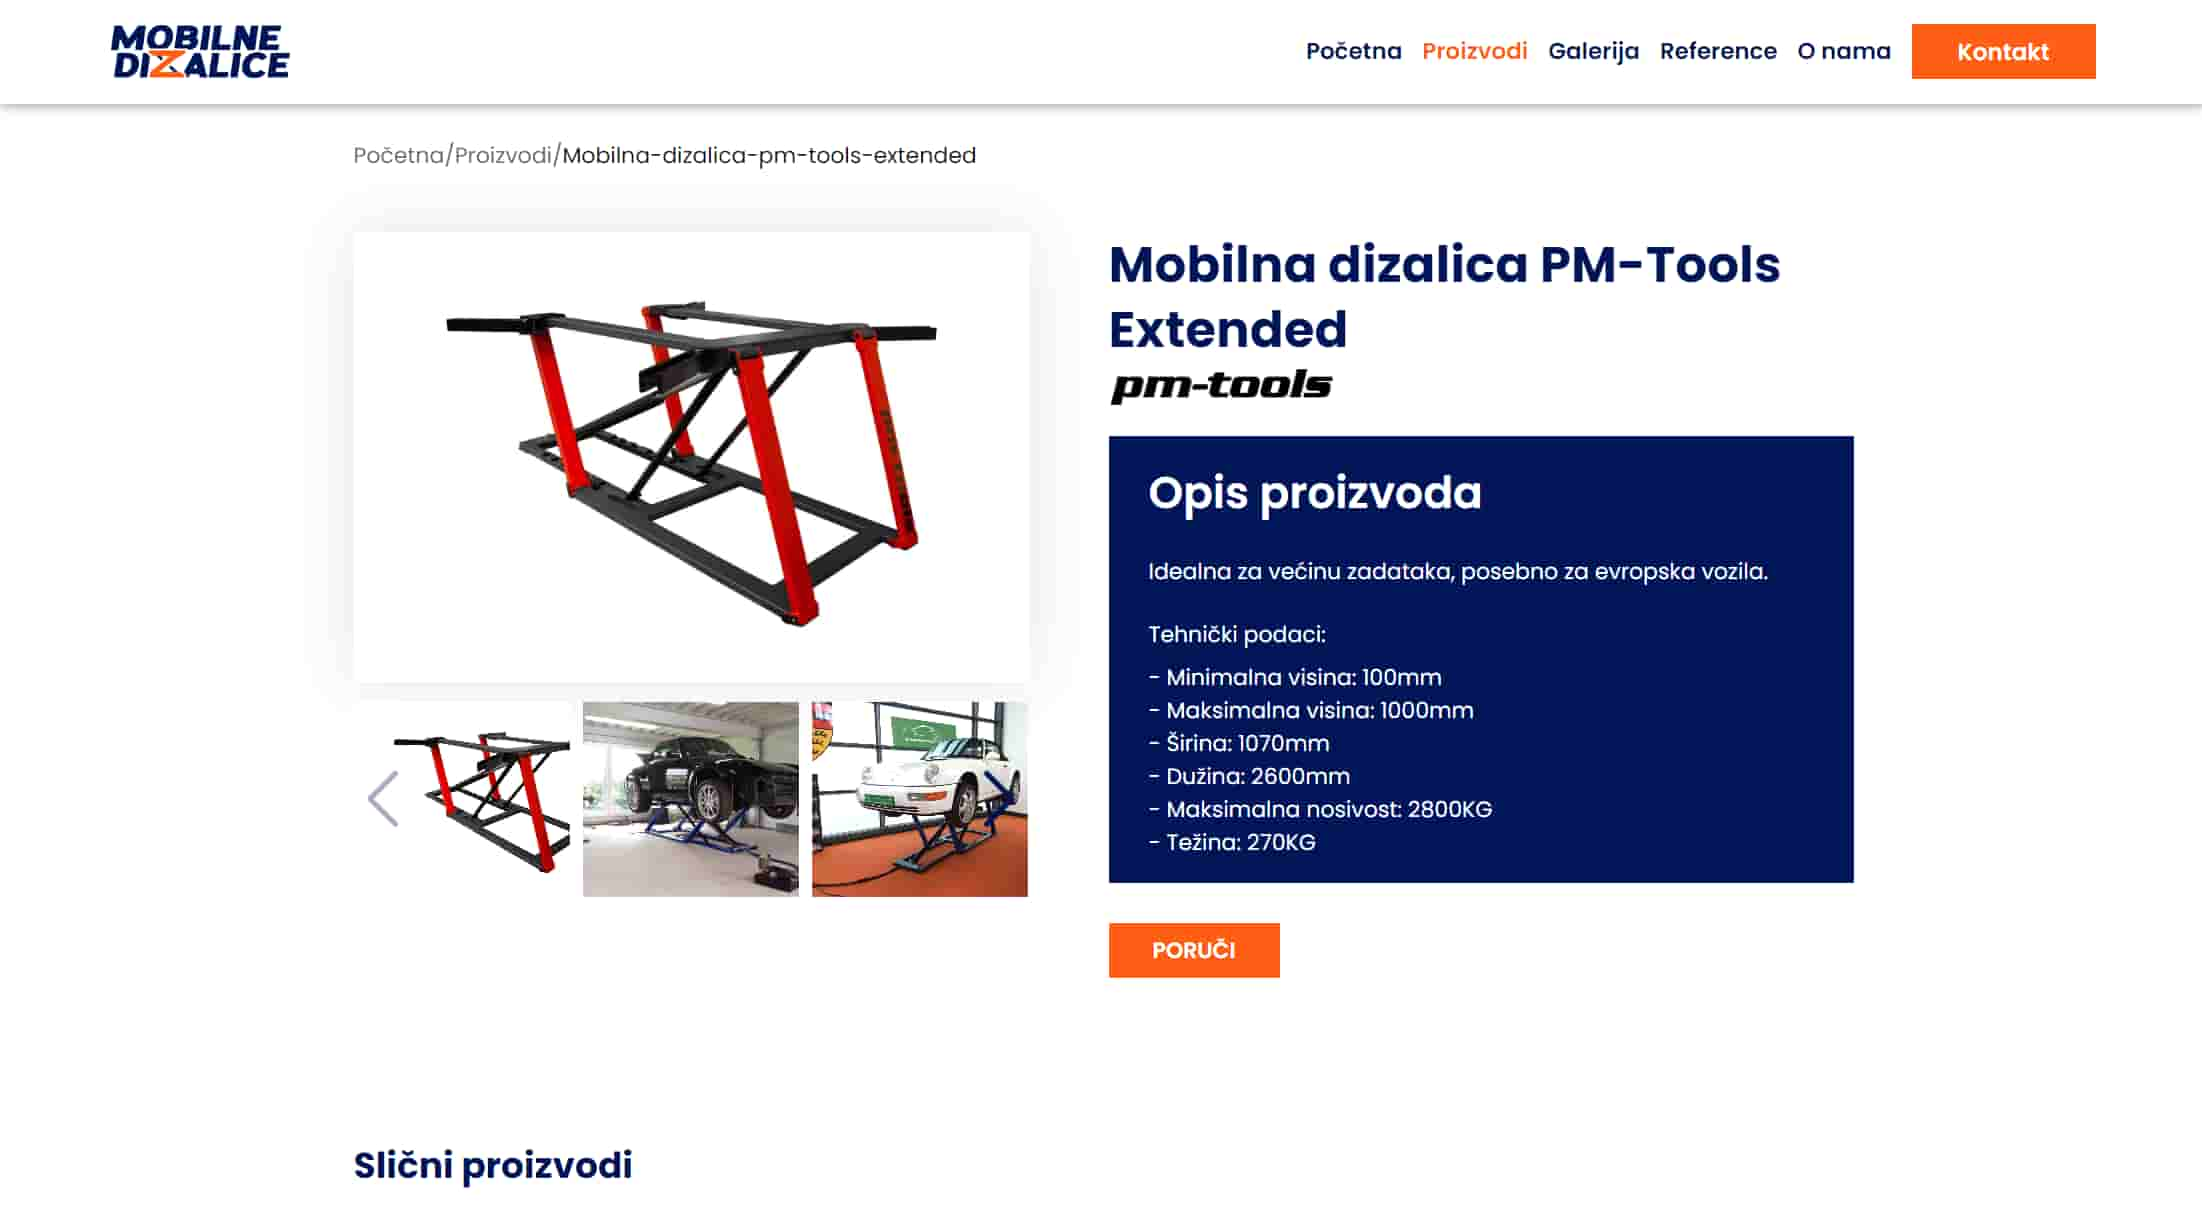 MOBILNE
DIZALICE
Početna Proizvodi Galerija Reference O nama Kontakt
Početna/Proizvodi/Mobilna-dizalica-pm-tools-extended
Mobilna dizalica PM-Tools
Extended
pm-tools
Opis proizvoda
Idealna za većinu zadataka, posebno za evropska vozila.
Tehnički podaci:
- Minimalna visina: 100mm
- Maksimalna visina: 1000mm
- Širina: 1070mm
- Dužina: 2600mm
- Maksimalna nosivost: 2800KG
- Težina: 270KG
PORUČI
Slični proizvodi